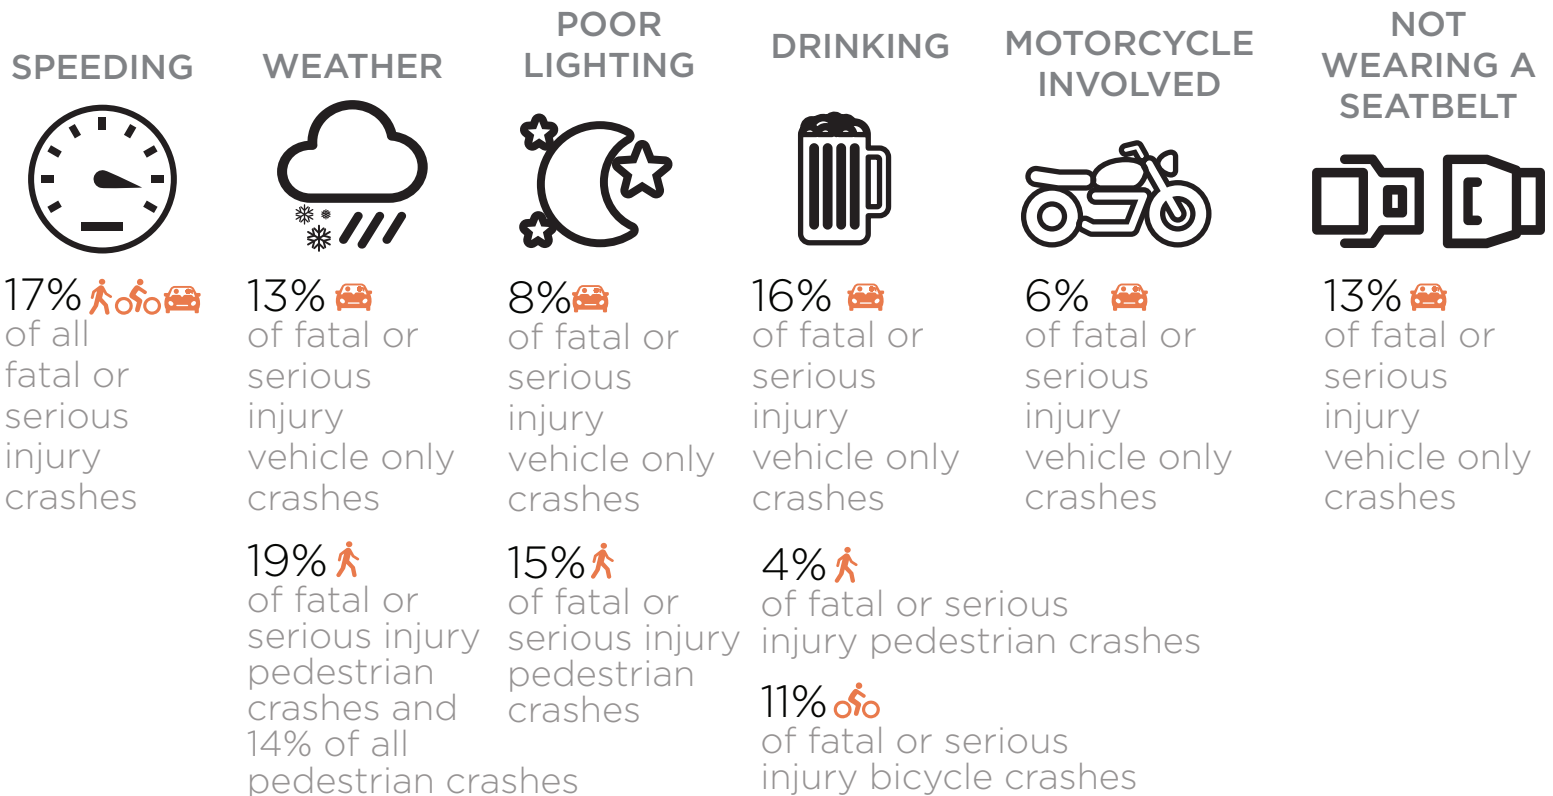 SPEEDING
17%
of all
fatal or
serious
injury
crashes
WEATHER
13%
of fatal or
serious
injury
vehicle only
crashes
19%
of fatal or
serious injury
pedestrian
crashes and
14% of all
pedestrian crashes
POOR
LIGHTING
8%
of fatal or
serious
injury
vehicle only
crashes
15%
of fatal or
serious injury
pedestrian
crashes
DRINKING
16%
of fatal or
serious
injury
vehicle only
crashes
4%
of fatal or serious
injury pedestrian crashes
11%
of fatal or serious
injury bicycle crashes
MOTORCYCLE
INVOLVED
6%
of fatal or
serious
injury
vehicle only
crashes
NOT
WEARING A
SEATBELT
13%
of fatal or
serious
injury
vehicle only
crashes